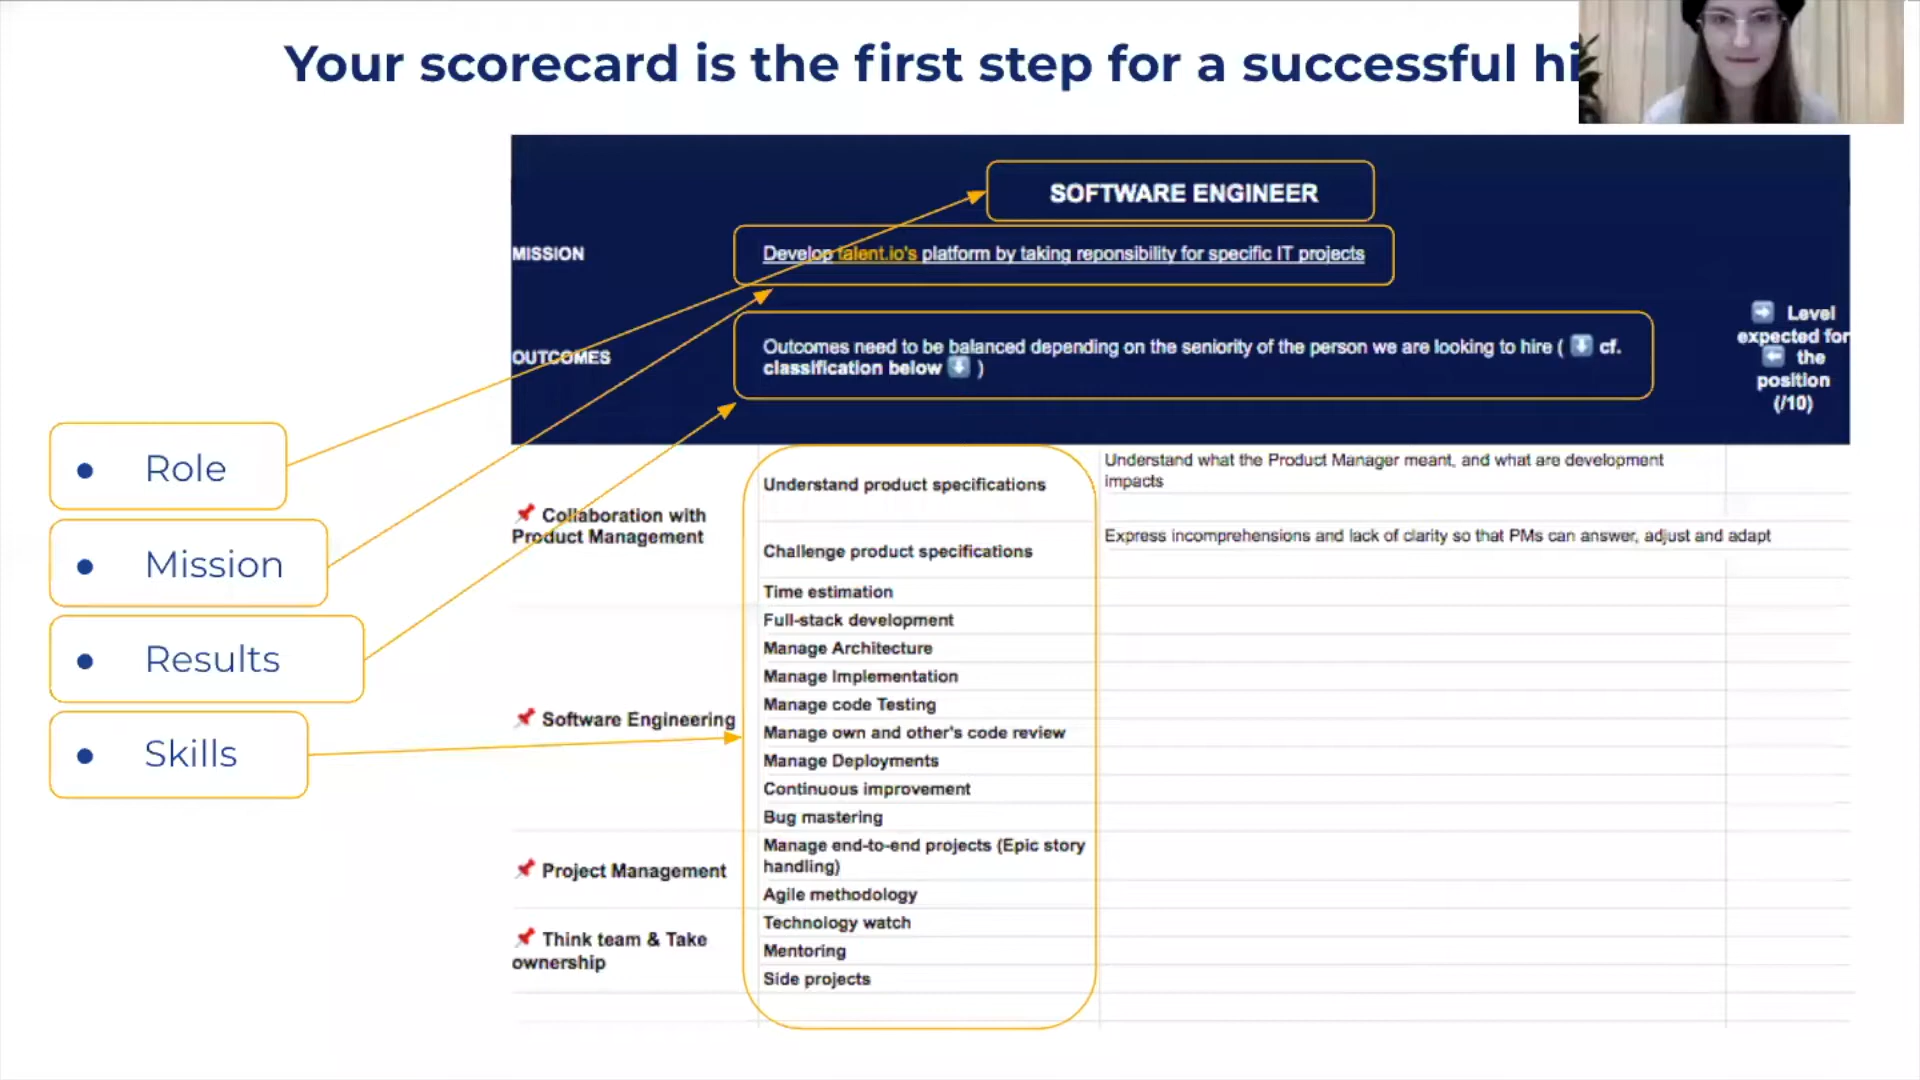 Your scorecard is the first step for a successful hi
SOFTWARE ENGINEER
MISSION
Develop talent.io's platform by taking reponsibility for specific IT projects
OUTCOMES
Outcomes need to be balanced depending on the seniority of the person we are looking to hire ( ⬇️ cf.
classification below ⬇️ )
➡️ Level
expected for
⬅️ the
position
(/10)
• Role
• Mission
• Results
• Skills
📌 Collaboration with
Product Management
Understand product specifications
Understand what the Product Manager meant, and what are development
impacts
Challenge product specifications
Express incomprehensions and lack of clarity so that PMs can answer, adjust and adapt
Time estimation
📌 Software Engineering
Full-stack development
Manage Architecture
Manage Implementation
Manage code Testing
Manage own and other's code review
Manage Deployments
Continuous improvement
Bug mastering
📌 Project Management
Manage end-to-end projects (Epic story
handling)
Agile methodology
📌 Think team & Take
ownership
Technology watch
Mentoring
Side projects